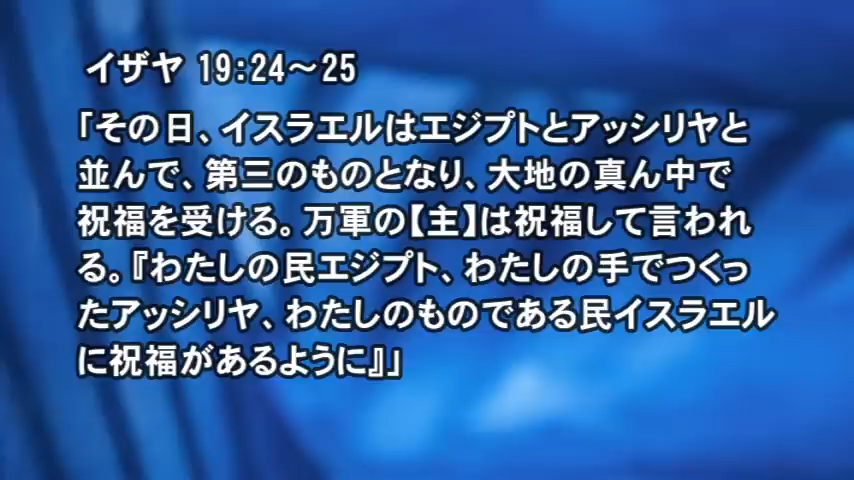 イザヤ 19:24～25
「その日、イスラエルはエジプトとアッシリヤと
並んで、第三のものとなり、大地の真ん中で
祝福を受ける。万軍の【主】は祝福して言われ
る。『わたしの民エジプト、わたしの手でつくっ
たアッシリヤ、わたしのものである民イスラエル
に祝福があるように』」